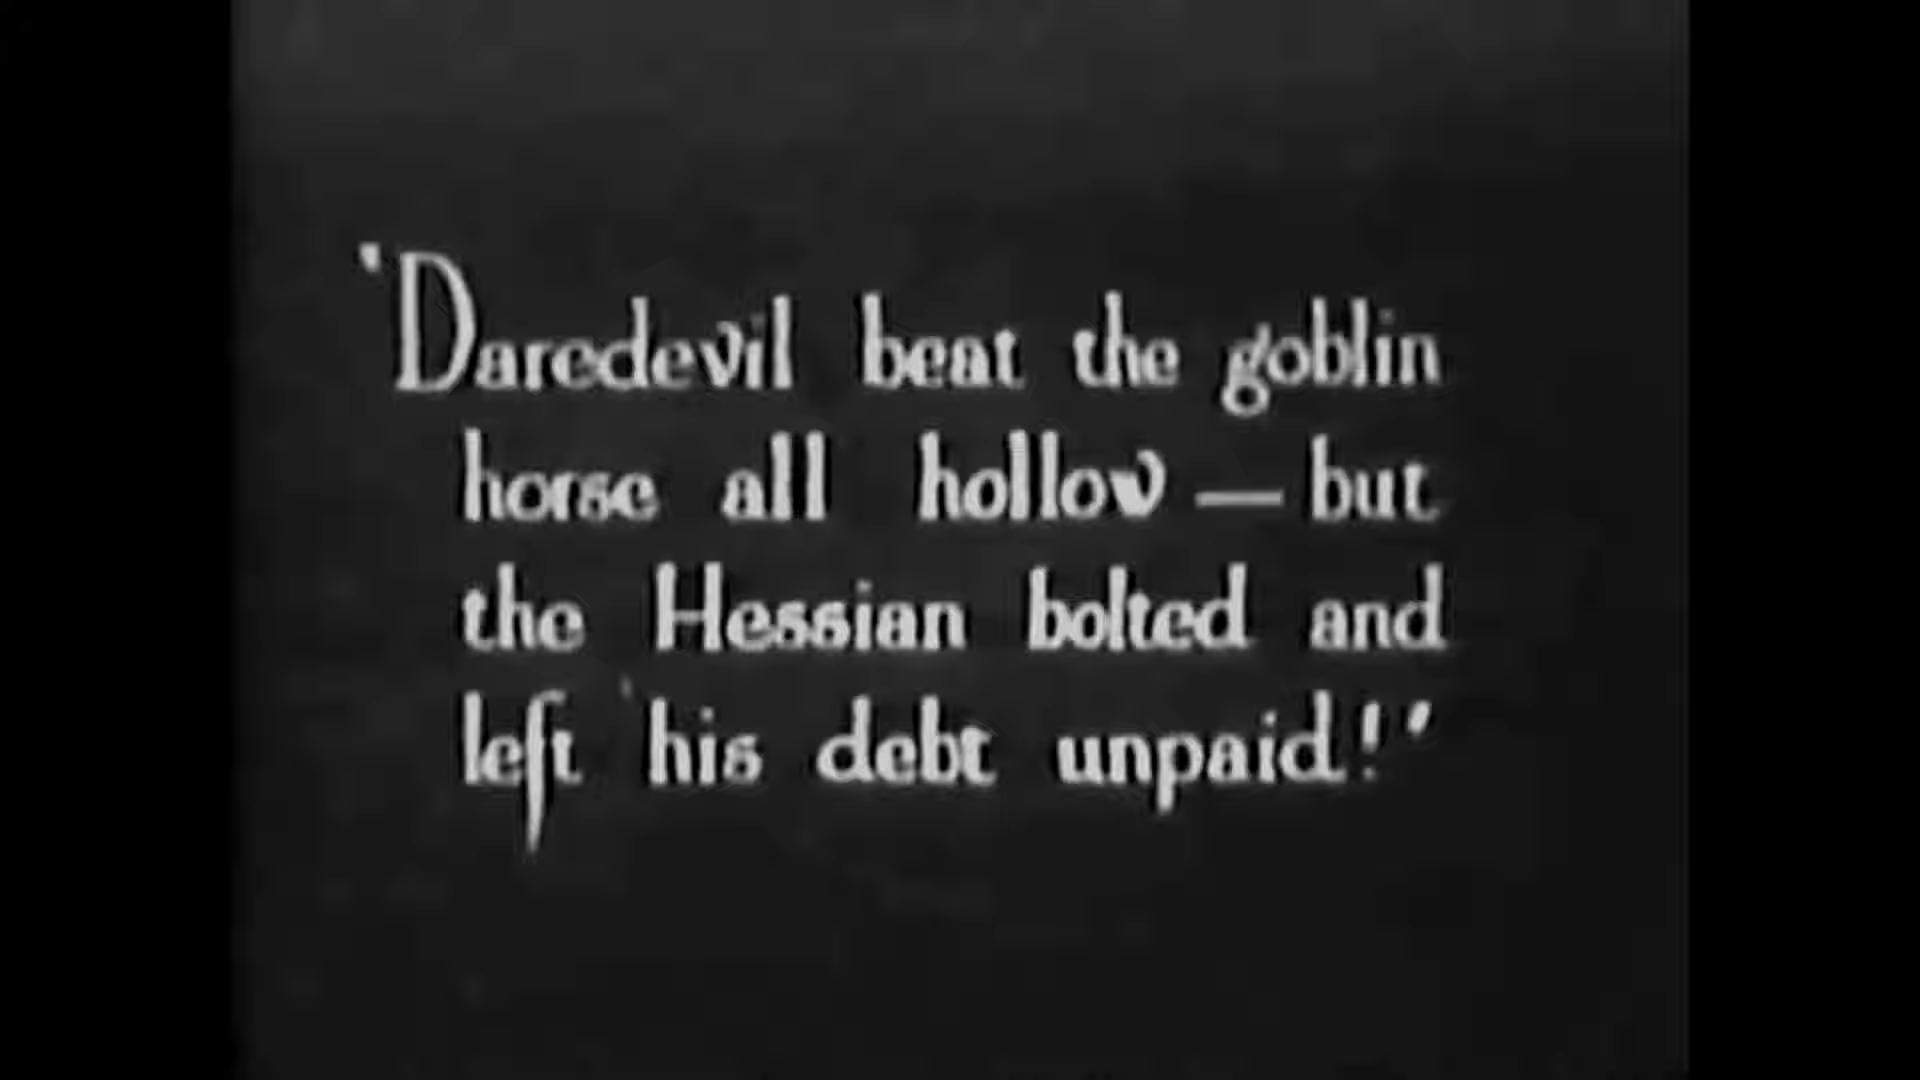 'Daredevil beat the goblin
horse all hollow — but
the Hessian bolted and
left his debt unpaid!'